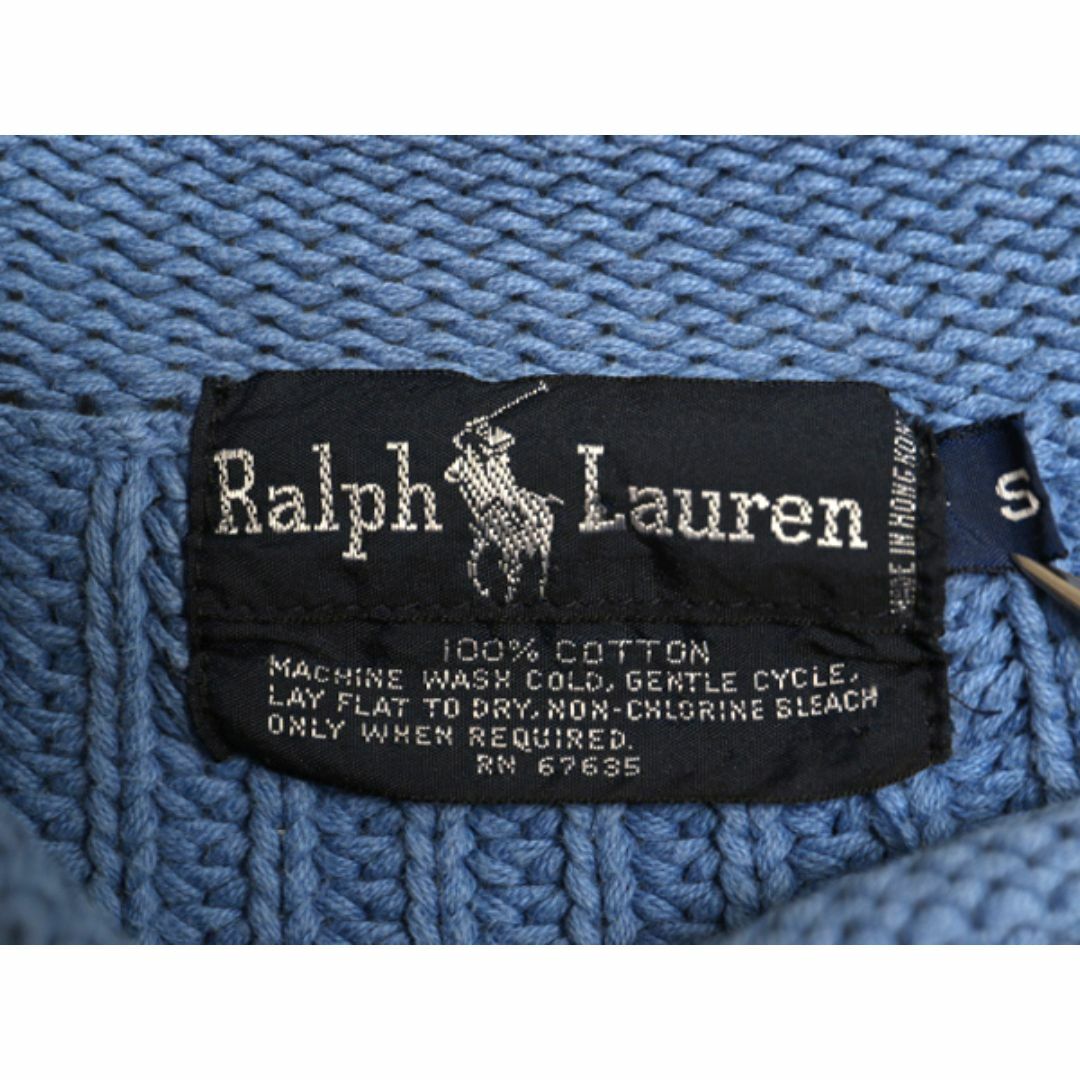 Ralph Lauren
MADE IN HONG KONG
S
100% COTTON
MACHINE WASH COLD, GENTLE CYCLE,
LAY FLAT TO DRY, NON-CHLORINE BLEACH
ONLY WHEN REQUIRED.
RN 67635